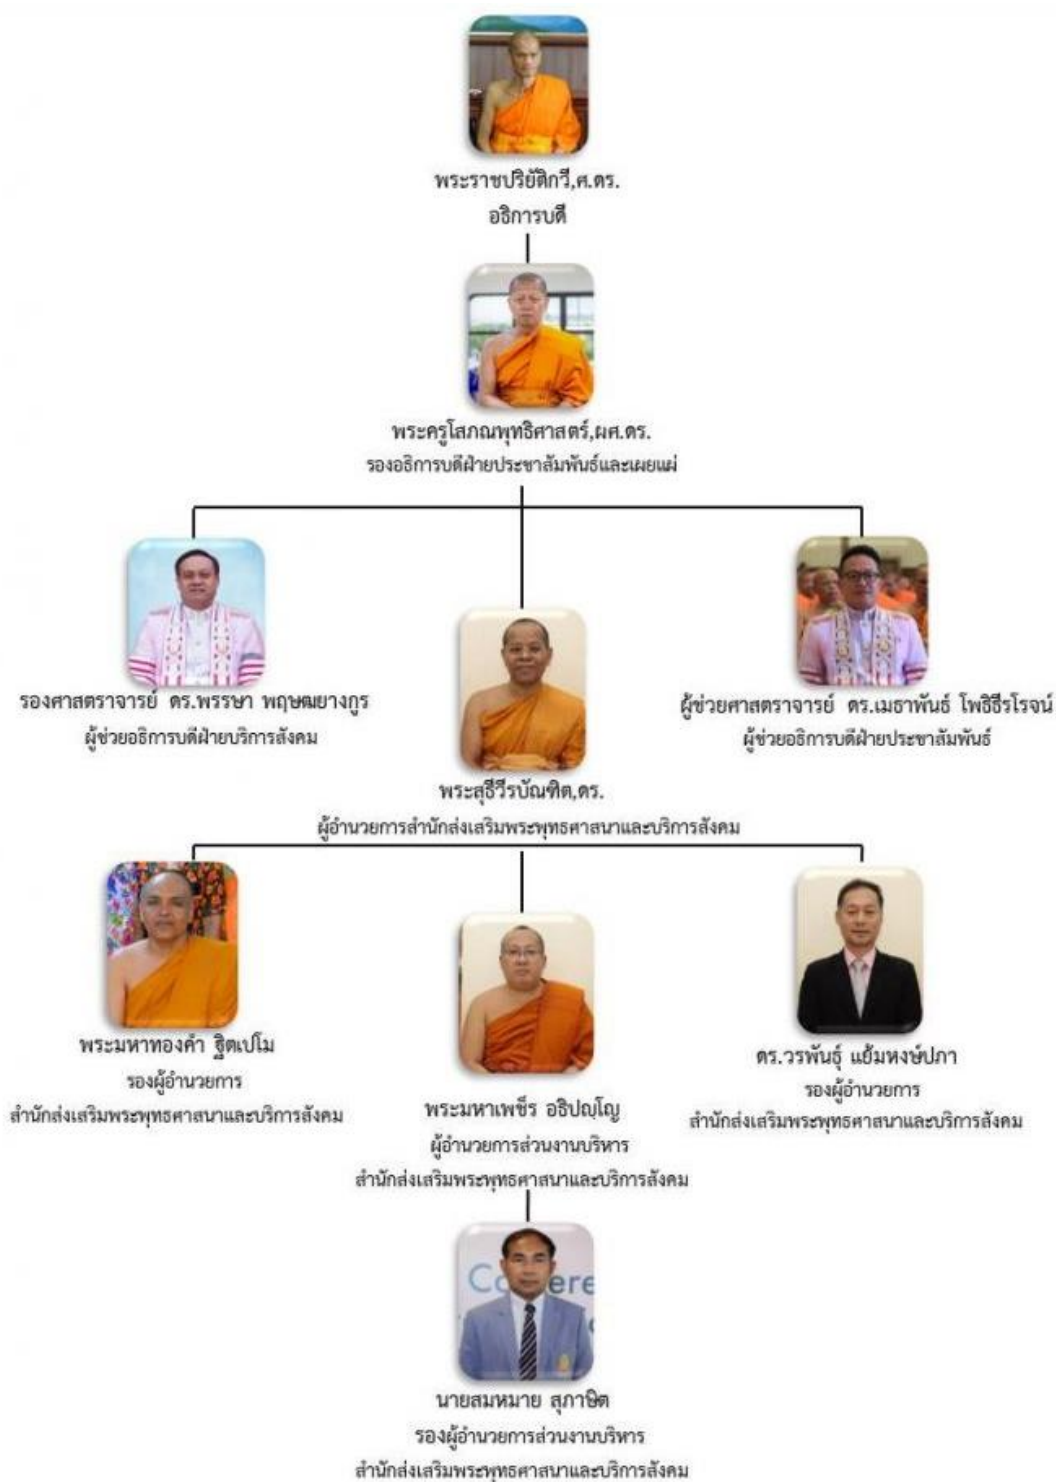 พระราชปริยัติกวี,ศ.ดร.
อธิการบดี
พระครูโสภณพุทธิศาสตร์,ผศ.ดร.
รองอธิการบดีฝ่ายประชาสัมพันธ์และเผยแผ่
รองศาสตราจารย์ ดร.พรรษา พฤฒยางกูร
ผู้ช่วยอธิการบดีฝ่ายบริการสังคม
ผู้ช่วยศาสตราจารย์ ดร.เมธาพันธ์ โพธิธีรโรจน์
ผู้ช่วยอธิการบดีฝ่ายประชาสัมพันธ์
พระสุธีวีรบัณฑิต,ดร.
ผู้อำนวยการสำนักส่งเสริมพระพุทธศาสนาและบริการสังคม
พระมหาทองคำ ฐิตเปโม
รองผู้อำนวยการ
สำนักส่งเสริมพระพุทธศาสนาและบริการสังคม
พระมหาเพชร อธิปญฺโญ
ผู้อำนวยการส่วนงานบริหาร
สำนักส่งเสริมพระพุทธศาสนาและบริการสังคม
ดร.วรพันธุ์ แย้มหงษ์ปภา
รองผู้อำนวยการ
สำนักส่งเสริมพระพุทธศาสนาและบริการสังคม
นายสมหมาย สุภาษิต
รองผู้อำนวยการส่วนงานบริหาร
สำนักส่งเสริมพระพุทธศาสนาและบริการสังคม